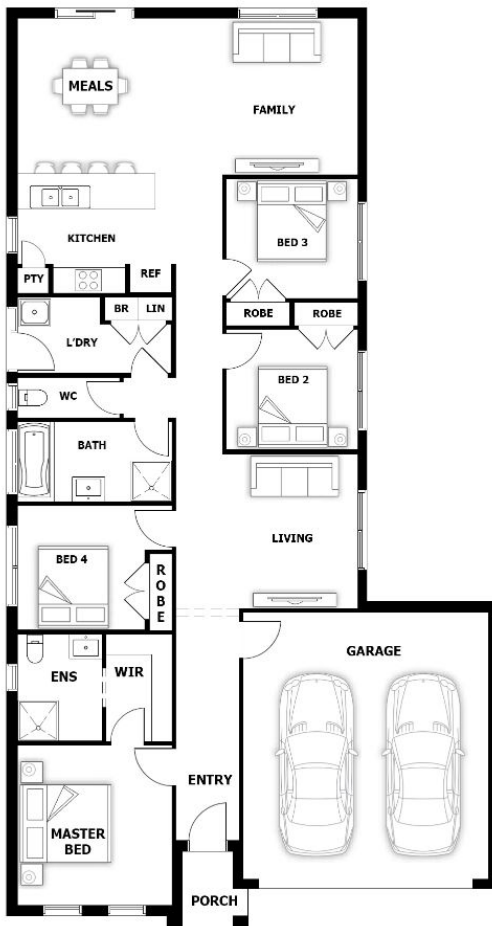 MEALS
FAMILY
KITCHEN
BED 3
PTY
REF
BR LIN
ROBE
ROBE
L'DRY
WC
BED 2
BATH
LIVING
BED 4
ROBE
ENS
WIR
GARAGE
ENTRY
MASTER
BED
PORCH